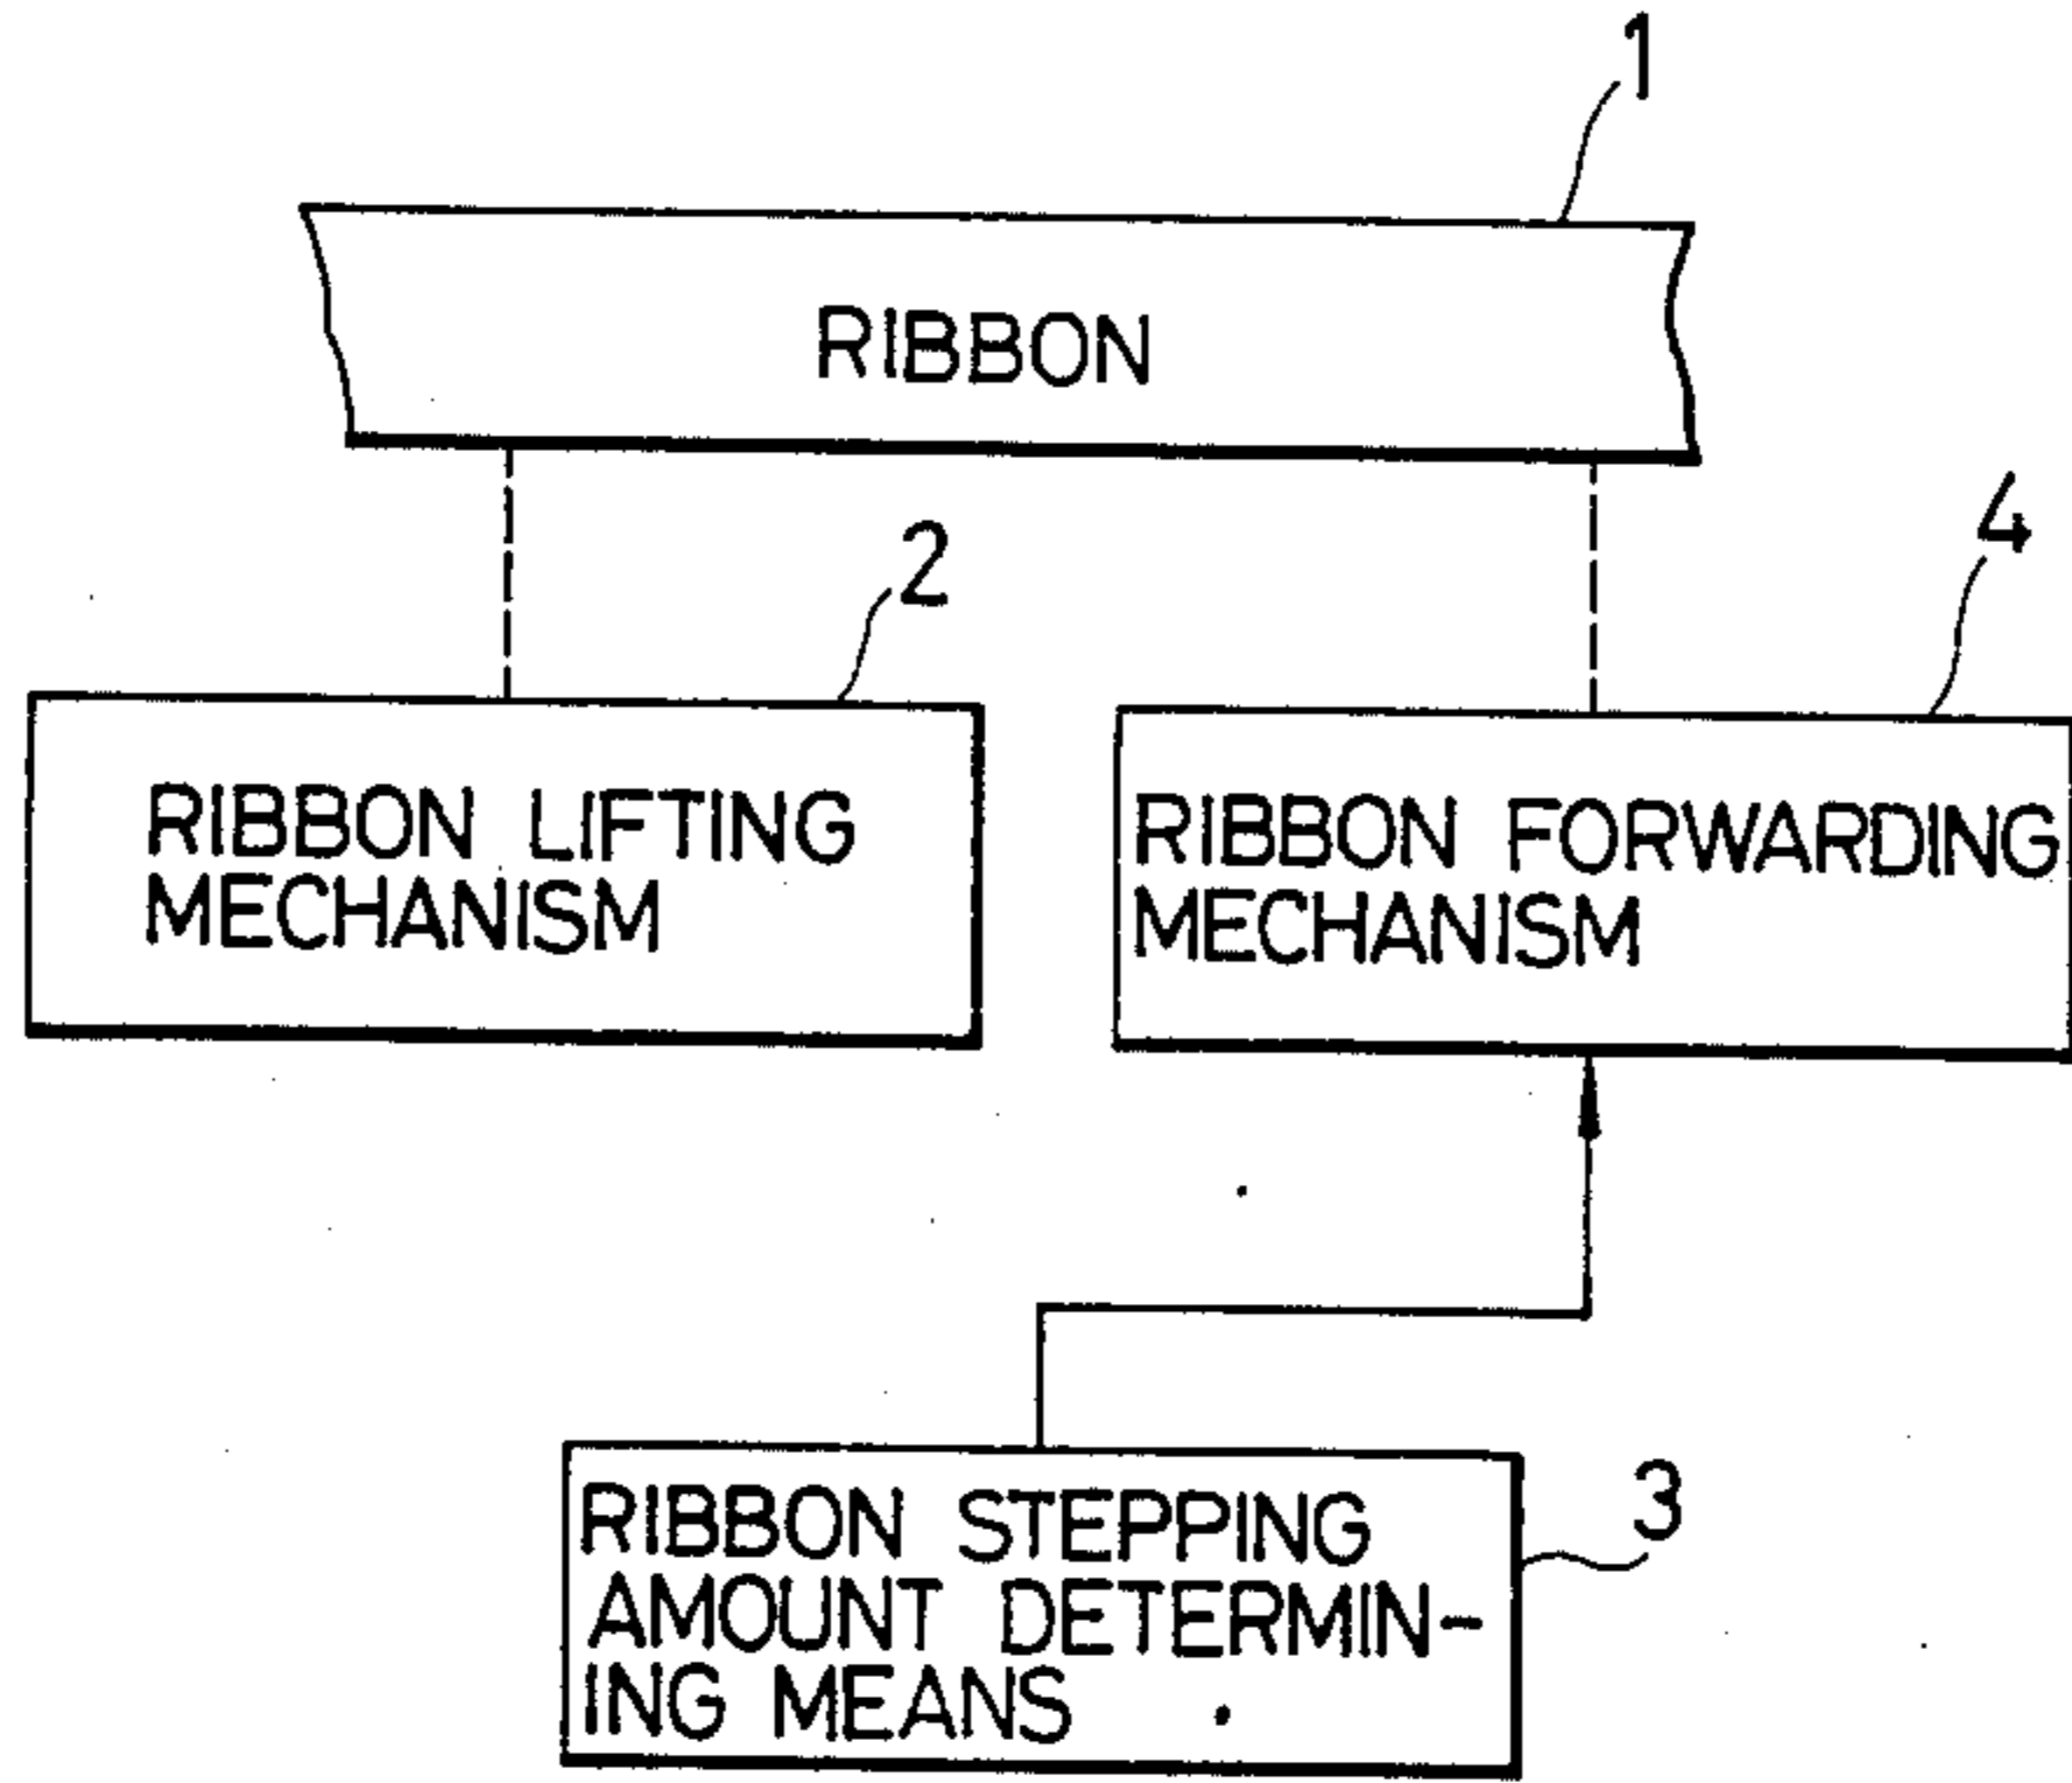 1
RIBBON
2
4
RIBBON LIFTING
MECHANISM
RIBBON FORWARDING
MECHANISM
3
RIBBON STEPPING
AMOUNT DETERMIN-
ING MEANS